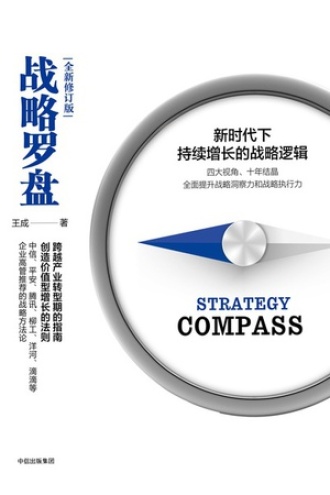 战略罗盘
［全新修订版］
王成——著
新时代下
持续增长的战略逻辑
四大视角、十年结晶
全面提升战略洞察力和战略执行力
STRATEGY
COMPASS
跨越产业转型期的指南
创造价值型增长的法则
中信、平安、腾讯、柳工、洋河、滴滴等
企业高管推荐的战略方法论
中信出版集团